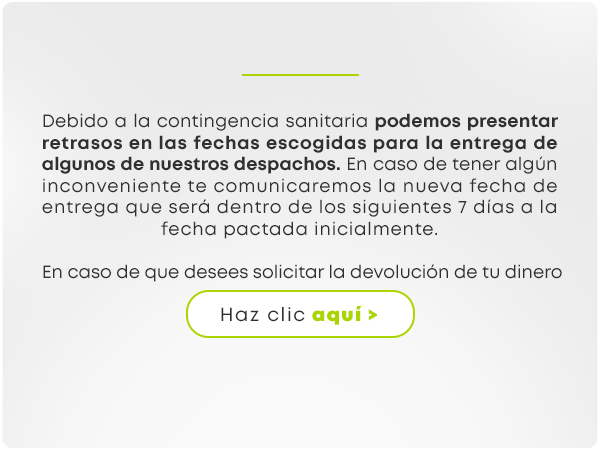 Debido a la contingencia sanitaria podemos presentar
retrasos en las fechas escogidas para la entrega de
algunos de nuestros despachos. En caso de tener algún
inconveniente te comunicaremos la nueva fecha de
entrega que será dentro de los siguientes 7 días a la
fecha pactada inicialmente.
En caso de que desees solicitar la devolución de tu dinero
Haz clic aquí >